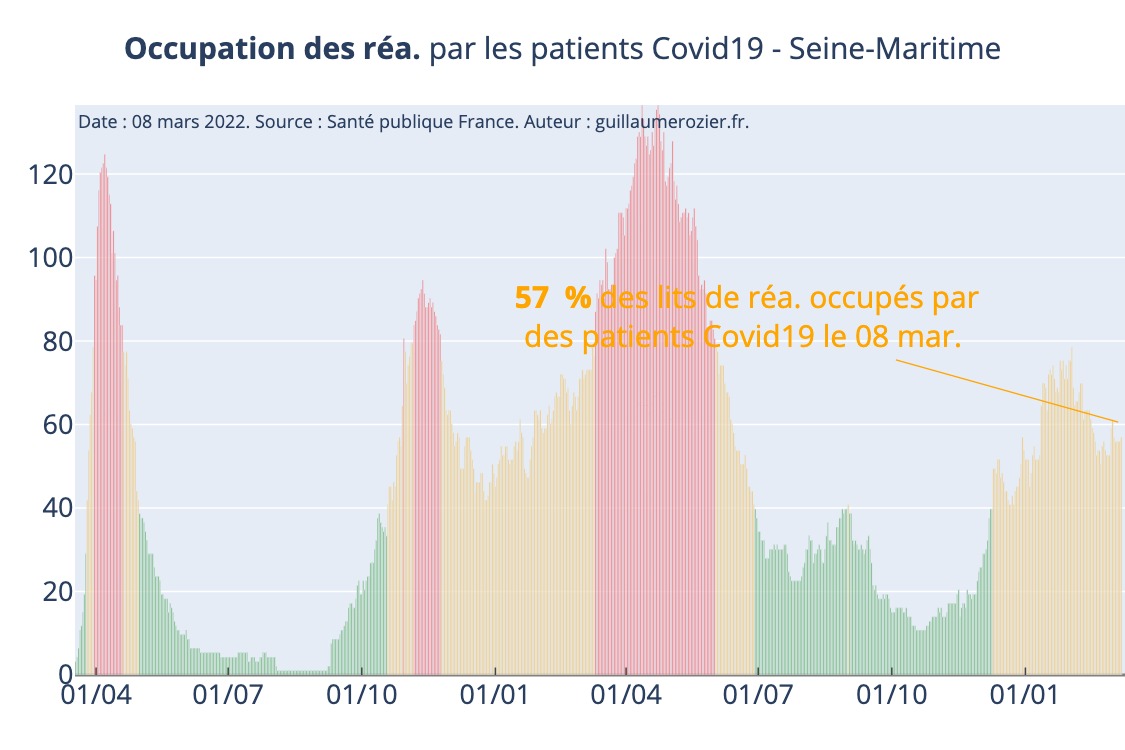 Occupation des réa. par les patients Covid19 - Seine-Maritime
Date : 08 mars 2022. Source : Santé publique France. Auteur : guillaumerozier.fr.
120
100
57 % des lits de réa. occupés par
des patients Covid19 le 08 mar.
80
60
40
20
0
01/04 01/07 01/10 01/01 01/04 01/07 01/10 01/01